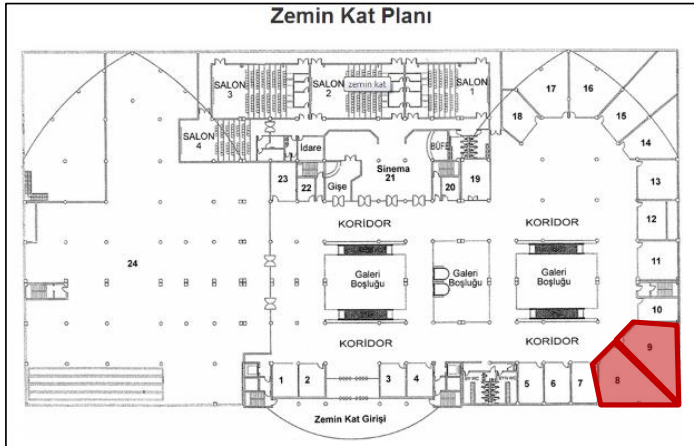 Zemin Kat Planı
SALON
3
SALON
2
SALON
1
zemin kat
17
16
18
15
SALON
4
14
İdare
BÜFE
Sinema
21
23
22
Gişe
20
19
13
12
KORİDOR
KORİDOR
11
24
Galeri
Boşluğu
Galeri
Boşluğu
Galeri
Boşluğu
10
KORİDOR
KORİDOR
9
1
2
3
4
5
6
7
8
Zemin Kat Girişi